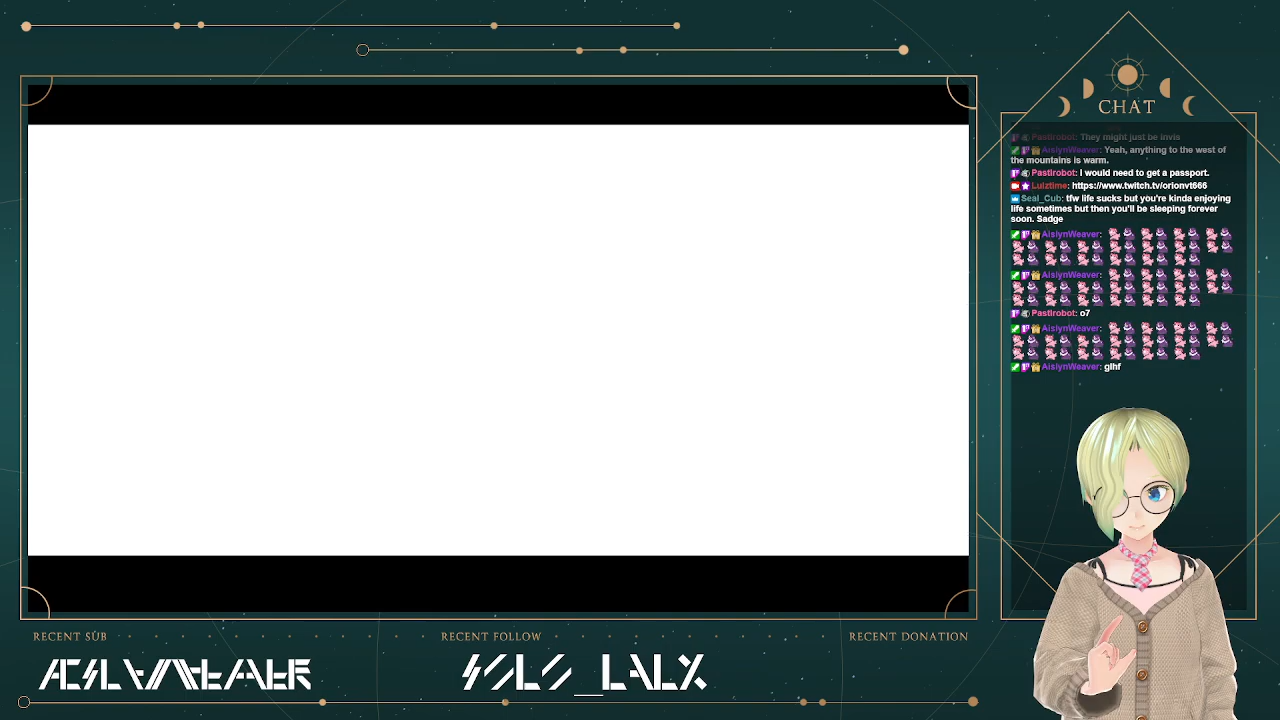 CHAT
Pastirobot: They might just be invis
AislynWeaver: Yeah, anything to the west of
the mountains is warm.
Pastirobot: I would need to get a passport.
Luiztime: https://www.twitch.tv/orionvt666
Seal_Cub: tfw life sucks but you're kinda enjoying
life sometimes but then you'll be sleeping forever
soon. Sadge
AislynWeaver:
AislynWeaver:
Pastirobot: o7
AislynWeaver:
AislynWeaver: glhf
RECENT SUB
RECENT FOLLOW
RECENT DONATION
AISLYNWEAVER
SOLO_LALX